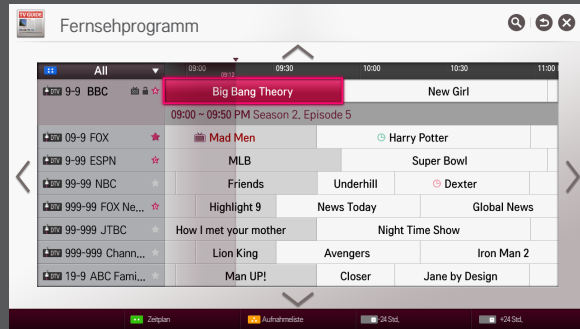 TV GUIDE
Fernsehprogramm
All 09:00 09:12 09:30 10:00 10:30 11:00
DTV 9-9 BBC Big Bang Theory New Girl
09:00 ~ 09:50 PM Season 2, Episode 5
DTV 09-9 FOX Mad Men Harry Potter
DTV 9-99 ESPN MLB Super Bowl
DTV 99-99 NBC Friends Underhill Dexter
DTV 999-99 FOX Ne... Highlight 9 News Today Global News
DTV 99-999 JTBC How I met your mother Night Time Show
DTV 999-999 Chann... Lion King Avengers Iron Man 2
DTV 19-9 ABC Fami... Man UP! Closer Jane by Design
Zeitplan Aufnahmeliste -24 Std, +24 Std,